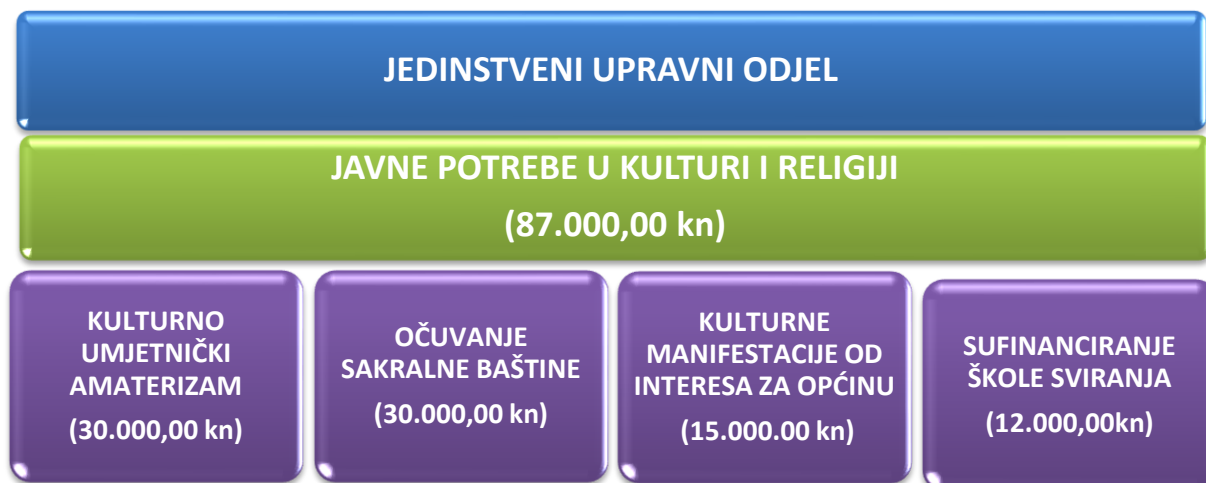 JEDINSTVENI UPRAVNI ODJEL
JAVNE POTREBE U KULTURI I RELIGIJI
(87.000,00 kn)
KULTURNO
UMJETNIČKI
AMATERIZAM
(30.000,00 kn)
OČUVANJE
SAKRALNE BAŠTINE
(30.000,00 kn)
KULTURNE
MANIFESTACIJE OD
INTERESA ZA OPĆINU
(15.000.00 kn)
SUFINANCIRANJE
ŠKOLE SVIRANJA
(12.000,00kn)